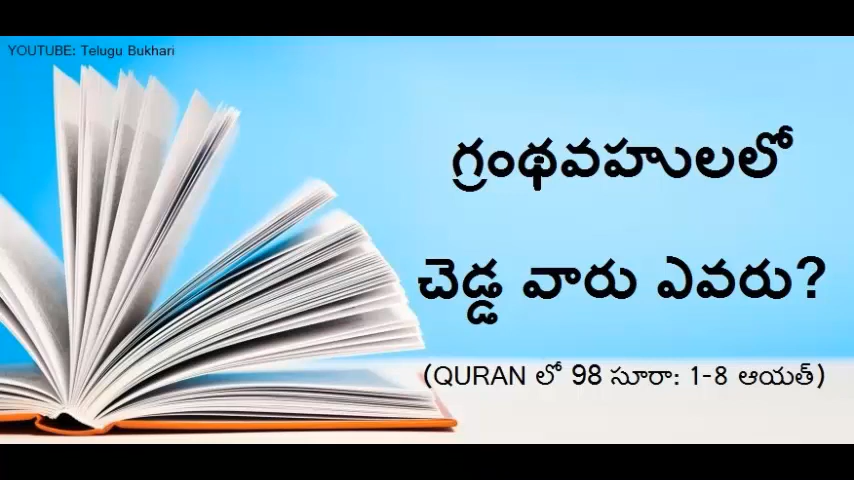 YOUTUBE: Telugu Bukhari
గ్రంథవహులలో
చెడ్డ వారు ఎవరు?
(QURAN లో 98 సూరా: 1-8 ఆయత్)